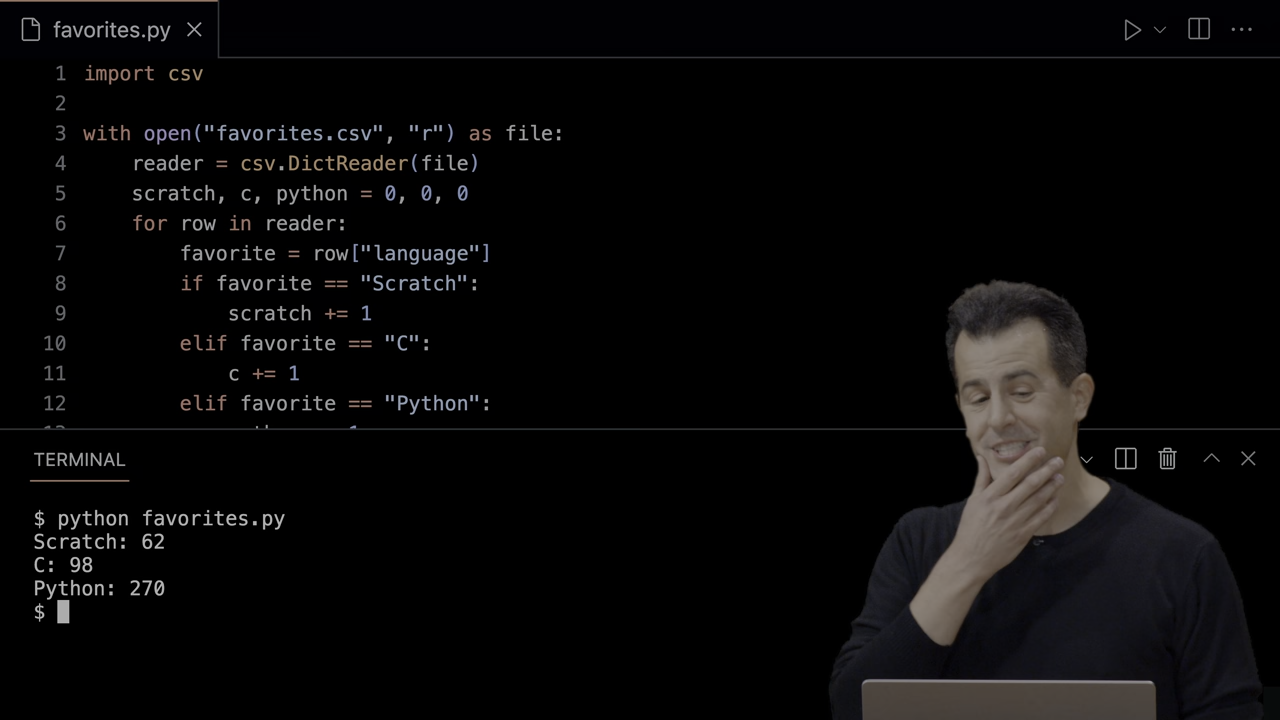 favorites.py
1 import csv
2
3 with open("favorites.csv", "r") as file:
4     reader = csv.DictReader(file)
5     scratch, c, python = 0, 0, 0
6     for row in reader:
7         favorite = row["language"]
8         if favorite == "Scratch":
9             scratch += 1
10         elif favorite == "C":
11             c += 1
12         elif favorite == "Python":
TERMINAL
$ python favorites.py
Scratch: 62
C: 98
Python: 270
$